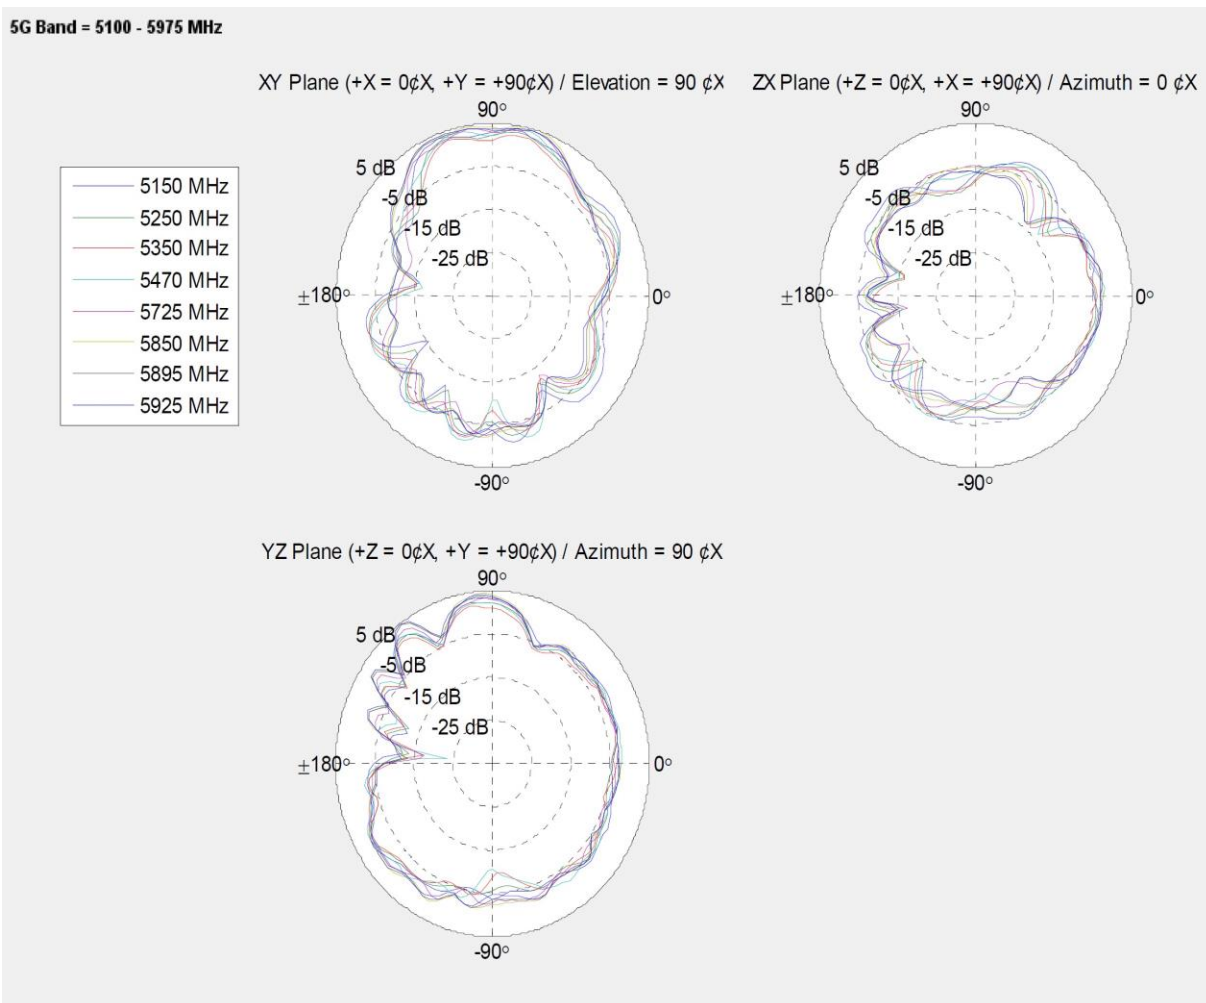 5G Band = 5100 - 5975 MHz
XY Plane (+X = 0¢X, +Y = +90¢X) / Elevation = 90 ¢X
ZX Plane (+Z = 0¢X, +X = +90¢X) / Azimuth = 0 ¢X
90°
90°
5 dB
-5 dB
-15 dB
-25 dB
±180°
0°
-90°
5 dB
-5 dB
-15 dB
-25 dB
±180°
0°
-90°
5150 MHz
5250 MHz
5350 MHz
5470 MHz
5725 MHz
5850 MHz
5895 MHz
5925 MHz
YZ Plane (+Z = 0¢X, +Y = +90¢X) / Azimuth = 90 ¢X
90°
5 dB
-5 dB
-15 dB
-25 dB
±180°
0°
-90°